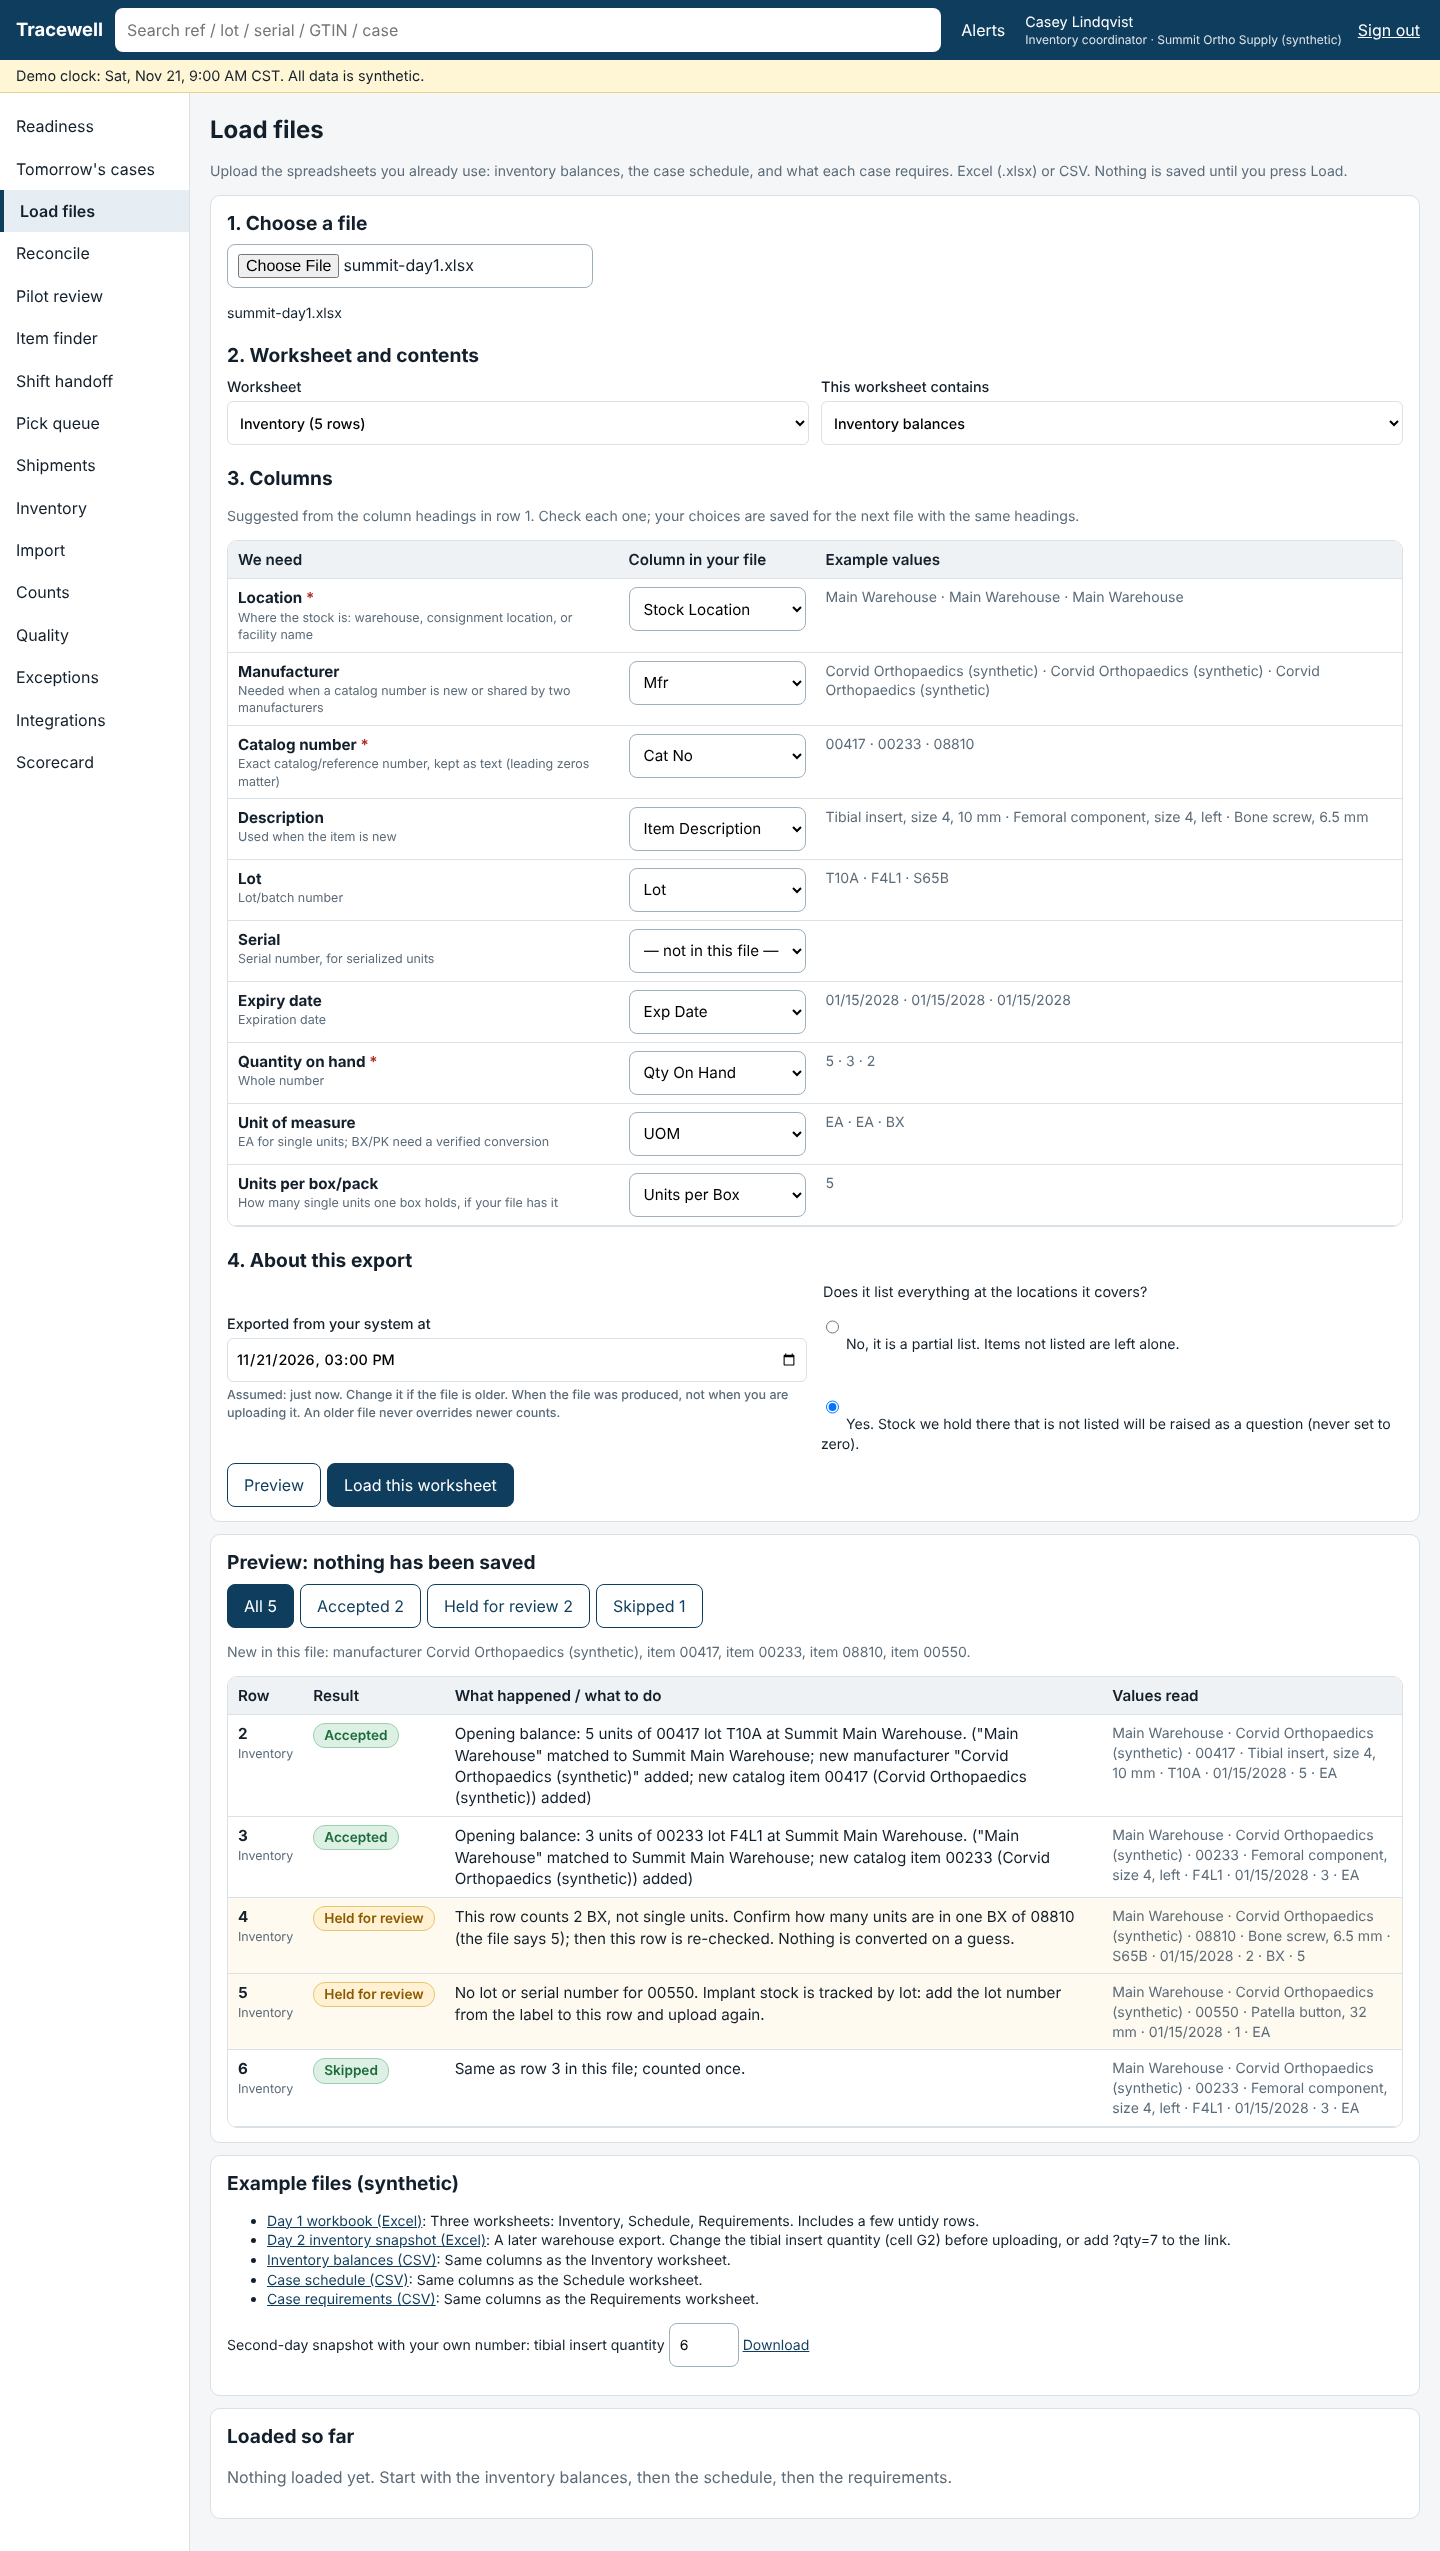 Tracewell
Search ref / lot / serial / GTIN / case
Alerts
Casey Lindqvist
Inventory coordinator · Summit Ortho Supply (synthetic)
Sign out
Demo clock: Sat, Nov 21, 9:00 AM CST. All data is synthetic.
Readiness
Tomorrow's cases
Load files
Reconcile
Pilot review
Item finder
Shift handoff
Pick queue
Shipments
Inventory
Import
Counts
Quality
Exceptions
Integrations
Scorecard
Load files
Upload the spreadsheets you already use: inventory balances, the case schedule, and what each case requires. Excel (.xlsx) or CSV. Nothing is saved until you press Load.
1. Choose a file
Choose File summit-day1.xlsx
summit-day1.xlsx
2. Worksheet and contents
Worksheet
Inventory (5 rows)
This worksheet contains
Inventory balances
3. Columns
Suggested from the column headings in row 1. Check each one; your choices are saved for the next file with the same headings.
We need
Column in your file
Example values
Location *
Where the stock is: warehouse, consignment location, or
facility name
Stock Location
Main Warehouse · Main Warehouse · Main Warehouse
Manufacturer
Needed when a catalog number is new or shared by two
manufacturers
Mfr
Corvid Orthopaedics (synthetic) · Corvid Orthopaedics (synthetic) · Corvid
Orthopaedics (synthetic)
Catalog number *
Exact catalog/reference number, kept as text (leading zeros
matter)
Cat No
00417 · 00233 · 08810
Description
Used when the item is new
Item Description
Tibial insert, size 4, 10 mm · Femoral component, size 4, left · Bone screw, 6.5 mm
Lot
Lot/batch number
Lot
T10A · F4L1 · S65B
Serial
Serial number, for serialized units
— not in this file —
Expiry date
Expiration date
Exp Date
01/15/2028 · 01/15/2028 · 01/15/2028
Quantity on hand *
Whole number
Qty On Hand
5 · 3 · 2
Unit of measure
EA for single units; BX/PK need a verified conversion
UOM
EA · EA · BX
Units per box/pack
How many single units one box holds, if your file has it
Units per Box
5
4. About this export
Exported from your system at
11/21/2026, 03:00 PM
Assumed: just now. Change it if the file is older. When the file was produced, not when you are
uploading it. An older file never overrides newer counts.
Does it list everything at the locations it covers?
No, it is a partial list. Items not listed are left alone.
Yes. Stock we hold there that is not listed will be raised as a question (never set to
zero).
Preview
Load this worksheet
Preview: nothing has been saved
All 5
Accepted 2
Held for review 2
Skipped 1
New in this file: manufacturer Corvid Orthopaedics (synthetic), item 00417, item 00233, item 08810, item 00550.
Row
Result
What happened / what to do
Values read
2
Inventory
Accepted
Opening balance: 5 units of 00417 lot T10A at Summit Main Warehouse. ("Main
Warehouse" matched to Summit Main Warehouse; new manufacturer "Corvid
Orthopaedics (synthetic)" added; new catalog item 00417 (Corvid Orthopaedics
(synthetic)) added)
Main Warehouse · Corvid Orthopaedics
(synthetic) · 00417 · Tibial insert, size 4,
10 mm · T10A · 01/15/2028 · 5 · EA
3
Inventory
Accepted
Opening balance: 3 units of 00233 lot F4L1 at Summit Main Warehouse. ("Main
Warehouse" matched to Summit Main Warehouse; new catalog item 00233 (Corvid
Orthopaedics (synthetic)) added)
Main Warehouse · Corvid Orthopaedics
(synthetic) · 00233 · Femoral component,
size 4, left · F4L1 · 01/15/2028 · 3 · EA
4
Inventory
Held for review
This row counts 2 BX, not single units. Confirm how many units are in one BX of 08810
(the file says 5); then this row is re-checked. Nothing is converted on a guess.
Main Warehouse · Corvid Orthopaedics
(synthetic) · 08810 · Bone screw, 6.5 mm ·
S65B · 01/15/2028 · 2 · BX · 5
5
Inventory
Held for review
No lot or serial number for 00550. Implant stock is tracked by lot: add the lot number
from the label to this row and upload again.
Main Warehouse · Corvid Orthopaedics
(synthetic) · 00550 · Patella button, 32
mm · 01/15/2028 · 1 · EA
6
Inventory
Skipped
Same as row 3 in this file; counted once.
Main Warehouse · Corvid Orthopaedics
(synthetic) · 00233 · Femoral component,
size 4, left · F4L1 · 01/15/2028 · 3 · EA
Example files (synthetic)
Day 1 workbook (Excel): Three worksheets: Inventory, Schedule, Requirements. Includes a few untidy rows.
Day 2 inventory snapshot (Excel): A later warehouse export. Change the tibial insert quantity (cell G2) before uploading, or add ?qty=7 to the link.
Inventory balances (CSV): Same columns as the Inventory worksheet.
Case schedule (CSV): Same columns as the Schedule worksheet.
Case requirements (CSV): Same columns as the Requirements worksheet.
Second-day snapshot with your own number: tibial insert quantity 6 Download
Loaded so far
Nothing loaded yet. Start with the inventory balances, then the schedule, then the requirements.